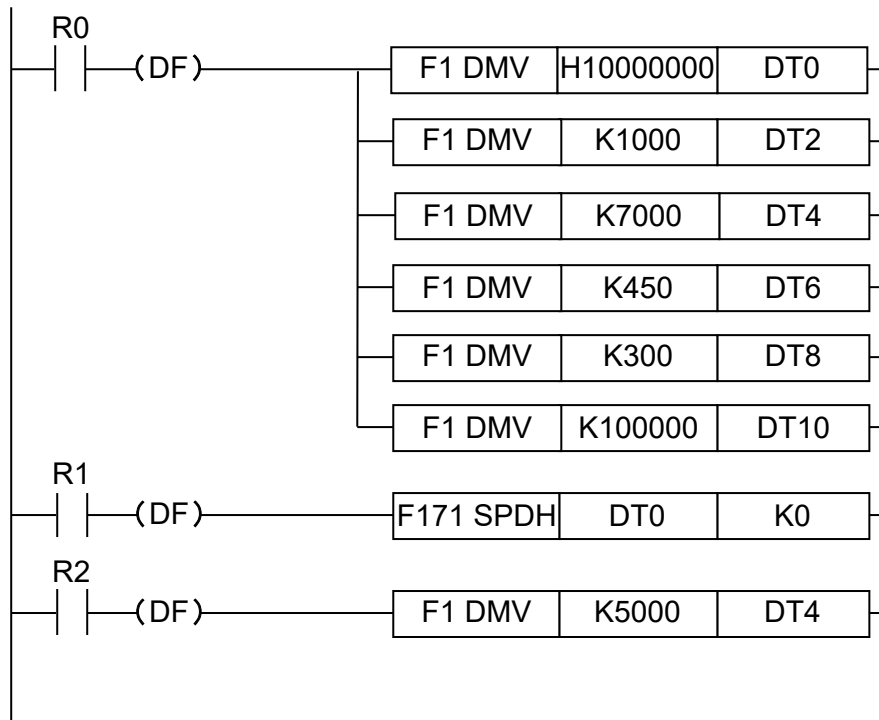 R0
(DF) F1 DMV H10000000 DT0
F1 DMV K1000 DT2
F1 DMV K7000 DT4
F1 DMV K450 DT6
F1 DMV K300 DT8
F1 DMV K100000 DT10
R1
(DF) F171 SPDH DT0 K0
R2
(DF) F1 DMV K5000 DT4